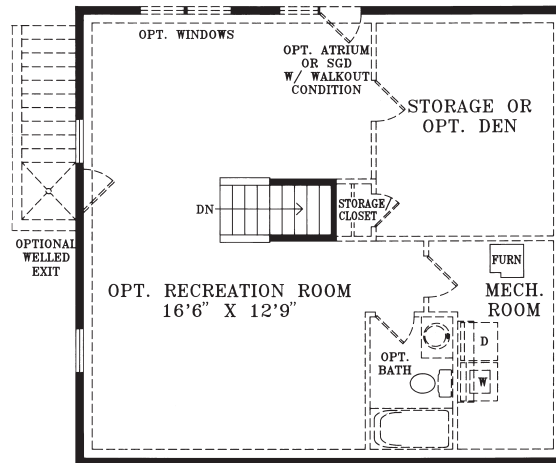 OPT. WINDOWS
OPT. ATRIUM
OR SGD
W/ WALKOUT
CONDITION
STORAGE OR
OPT. DEN
DN
STORAGE/
CLOSET
OPTIONAL
WELLED
EXIT
OPT. RECREATION ROOM
16'6" X 12'9"
FURN
MECH.
ROOM
OPT.
BATH
D
W